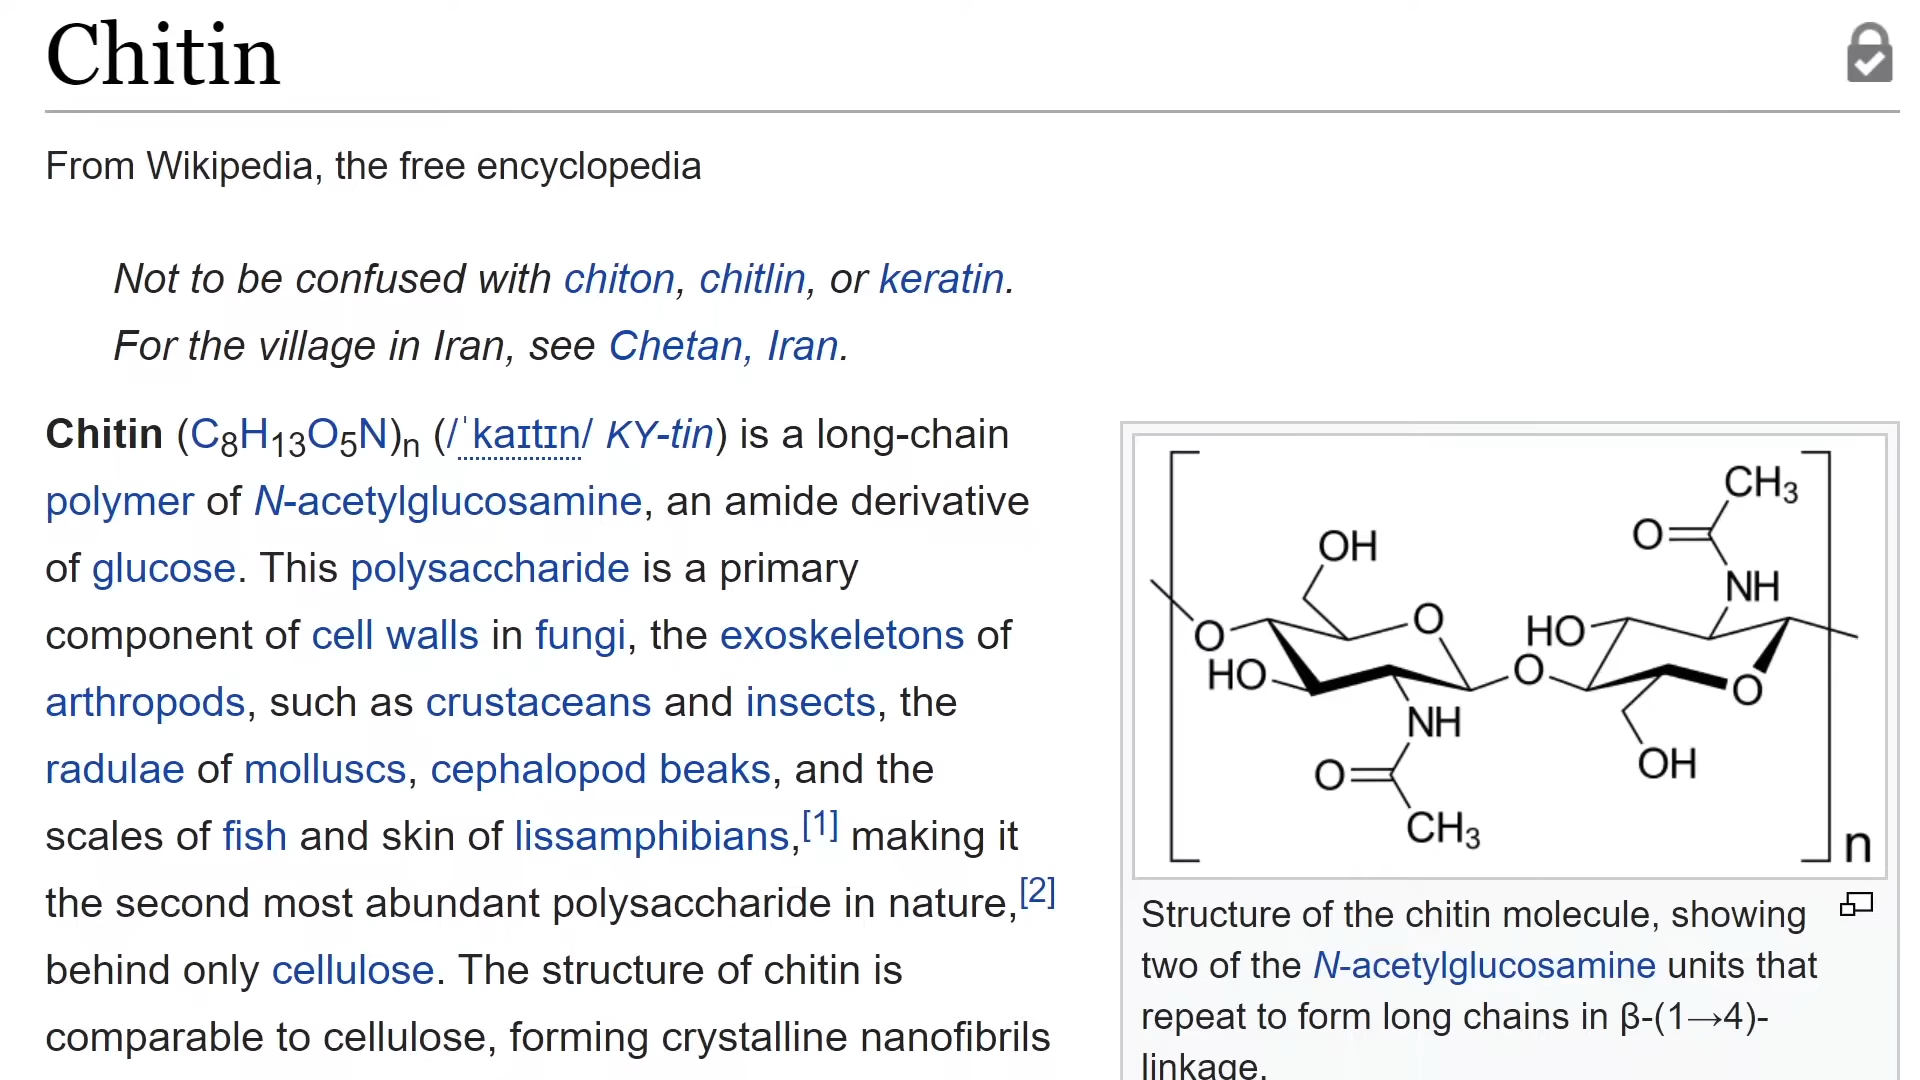 Chitin
From Wikipedia, the free encyclopedia
Not to be confused with chiton, chitlin, or keratin.
For the village in Iran, see Chetan, Iran.
Chitin (C8H13O5N)n (/ˈkaɪtɪn/ KY-tin) is a long-chain
polymer of N-acetylglucosamine, an amide derivative
of glucose. This polysaccharide is a primary
component of cell walls in fungi, the exoskeletons of
arthropods, such as crustaceans and insects, the
radulae of molluscs, cephalopod beaks, and the
scales of fish and skin of lissamphibians,[1] making it
the second most abundant polysaccharide in nature,[2]
behind only cellulose. The structure of chitin is
comparable to cellulose, forming crystalline nanofibrils
CH3
O
OH
NH
O
HO
O
HO
O
O
NH
OH
O
CH3
n
Structure of the chitin molecule, showing
two of the N-acetylglucosamine units that
repeat to form long chains in β-(1→4)-
linkage.